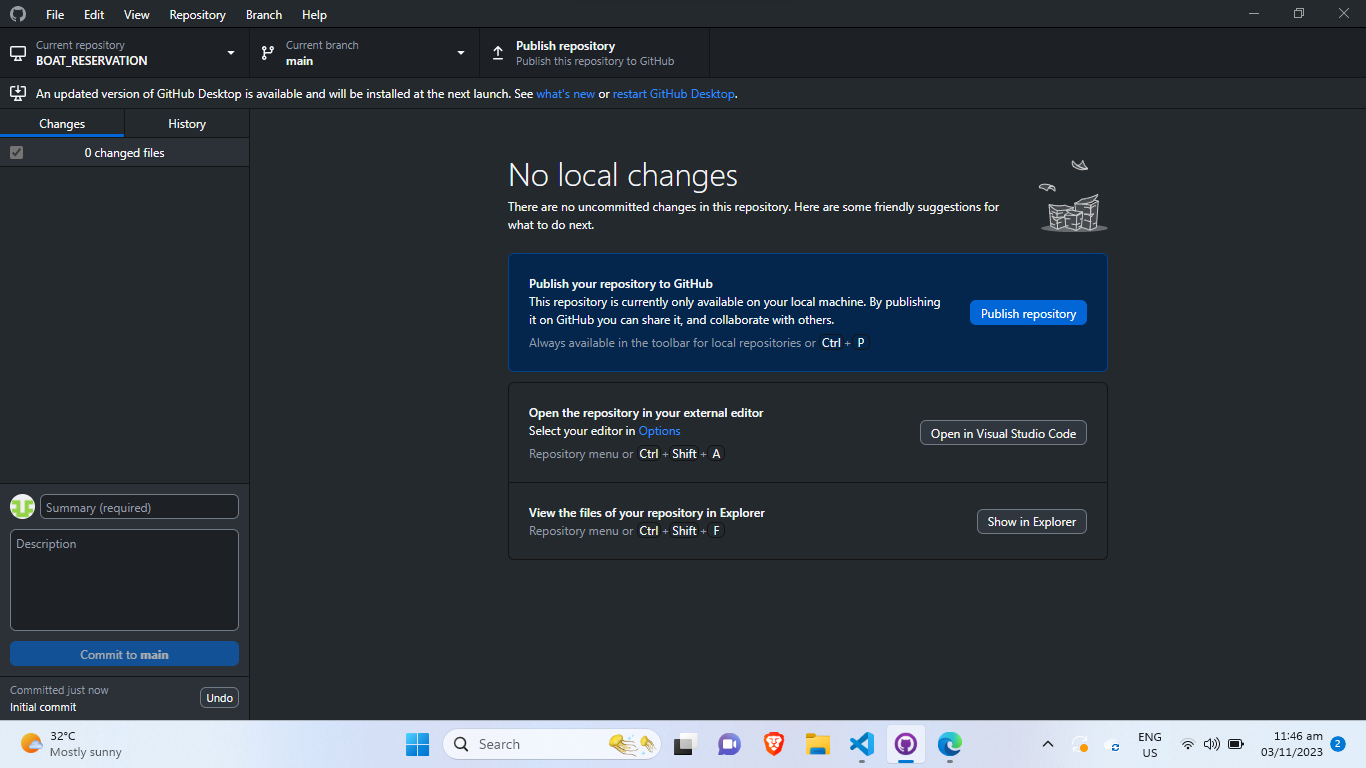 File Edit View Repository Branch Help
Current repository
BOAT_RESERVATION
Current branch
main
Publish repository
Publish this repository to GitHub
An updated version of GitHub Desktop is available and will be installed at the next launch. See what's new or restart GitHub Desktop.
Changes History
0 changed files
No local changes
There are no uncommitted changes in this repository. Here are some friendly suggestions for
what to do next.
Publish your repository to GitHub
This repository is currently only available on your local machine. By publishing
it on GitHub you can share it, and collaborate with others.
Always available in the toolbar for local repositories or Ctrl + P
Publish repository
Open the repository in your external editor
Select your editor in Options
Repository menu or Ctrl + Shift + A
Open in Visual Studio Code
View the files of your repository in Explorer
Repository menu or Ctrl + Shift + F
Show in Explorer
Summary (required)
Description
Commit to main
Committed just now
Initial commit
Undo
32°C
Mostly sunny
Search
ENG
US
11:46 am
03/11/2023
2